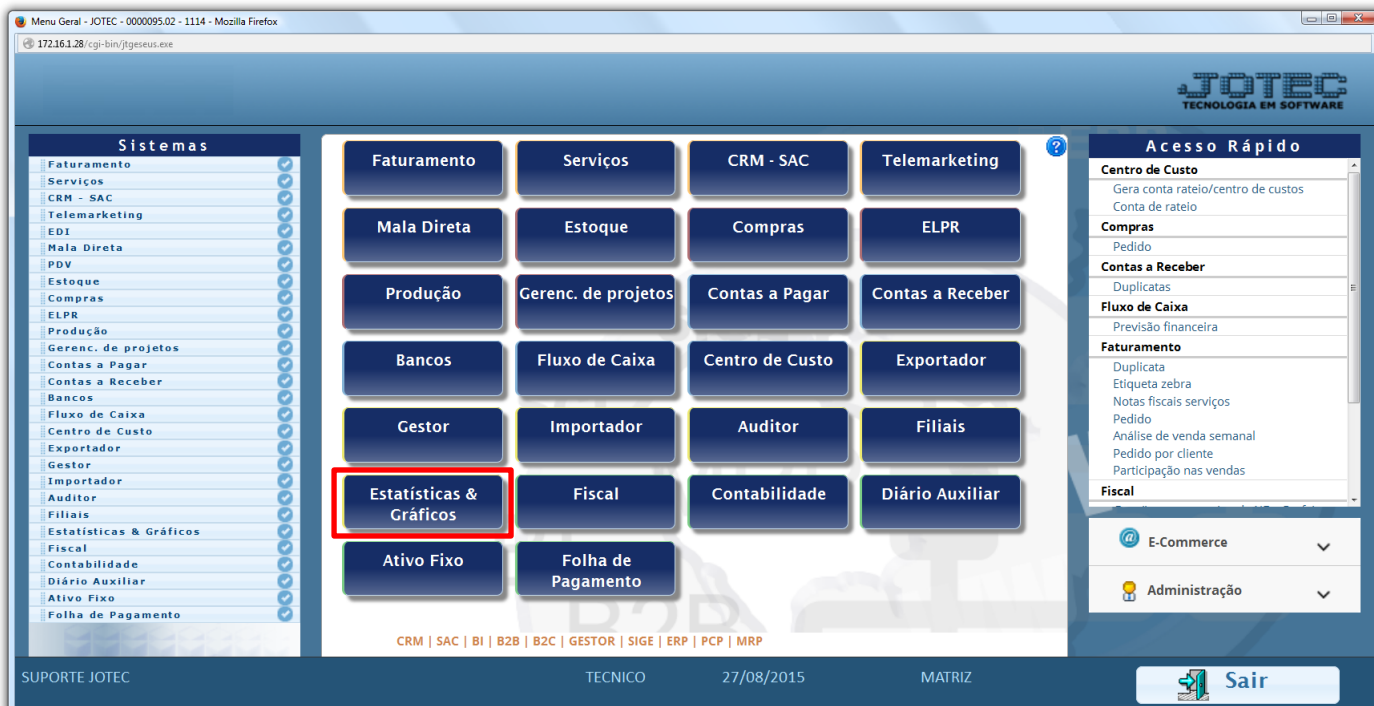 Menu Geral - JOTEC - 0000095.02 - 1114 - Mozilla Firefox
172.16.1.28/cgi-bin/jtgeseus.exe
JOTEC
TECNOLOGIA EM SOFTWARE
Sistemas
Faturamento
Serviços
CRM - SAC
Telemarketing
EDI
Mala Direta
PDV
Estoque
Compras
ELPR
Produção
Gerenc. de projetos
Contas a Pagar
Contas a Receber
Bancos
Fluxo de Caixa
Centro de Custo
Exportador
Gestor
Importador
Auditor
Filiais
Estatísticas & Gráficos
Fiscal
Contabilidade
Diário Auxiliar
Ativo Fixo
Folha de Pagamento
Faturamento
Serviços
CRM - SAC
Telemarketing
Mala Direta
Estoque
Compras
ELPR
Produção
Gerenc. de projetos
Contas a Pagar
Contas a Receber
Bancos
Fluxo de Caixa
Centro de Custo
Exportador
Gestor
Importador
Auditor
Filiais
Estatísticas &
Gráficos
Fiscal
Contabilidade
Diário Auxiliar
Ativo Fixo
Folha de
Pagamento
B2B
CRM | SAC | BI | B2B | B2C | GESTOR | SIGE | ERP | PCP | MRP
Acesso Rápido
Centro de Custo
Gera conta rateio/centro de custos
Conta de rateio
Compras
Pedido
Contas a Receber
Duplicatas
Fluxo de Caixa
Previsão financeira
Faturamento
Duplicata
Etiqueta zebra
Notas fiscais serviços
Pedido
Análise de venda semanal
Pedido por cliente
Participação nas vendas
Fiscal
E-Commerce
Administração
SUPORTE JOTEC
TECNICO
27/08/2015
MATRIZ
Sair